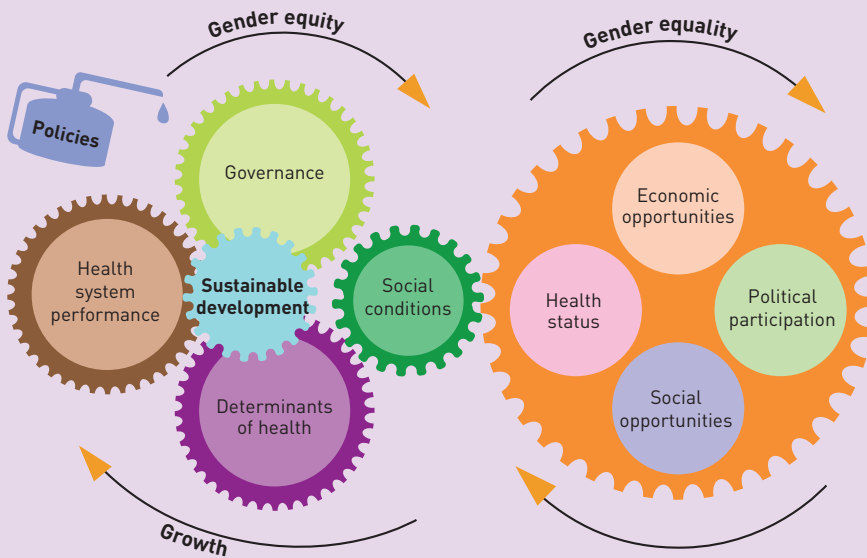 Gender equity
Gender equality
Policies
Governance
Health
system
performance
Sustainable
development
Social
conditions
Determinants
of health
Growth
Economic
opportunities
Health
status
Political
participation
Social
opportunities